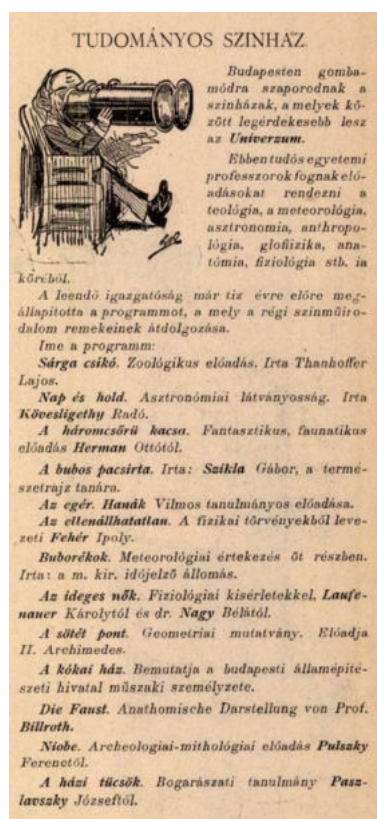 TUDOMÁNYOS SZINHÁZ
Budapesten gomba-
módra szaporodnak a
szinházak, a melyek kö-
zött legérdekesebb lesz
az Univerzum.
Ebben tudós egyetemi
professzorok fognak elő-
adásokat rendezni a
teológia, a meteorológia,
asztronomia, anthropo-
lógia, glofiizika, ana-
tómia, fiziológia stb. ia
köréből.
A leendő igazgatóság már tiz évre előre meg-
állapitotta a programmot, a mely a régi szinműiro-
dalom remekeinek átdolgozása.
Ime a programm:
Sárga csikó. Zoológikus előadás. Irta Thanhoffer
Lajos.
Nap és hold. Asztronómiai látványosság. Irta
Kövesligethy Radó.
A háromcsőrü kacsa. Fantasztikus, faunatikus
előadás Herman Ottótól.
A bubos pacsirta. Irta: Szikla Gábor, a termé-
szetrajz tanára.
Az egér. Hanák Vilmos tanulmányos előadása.
Az ellenállhatatlan. A fizikai törvényekből leve-
zeti Fehér Ipoly.
Buborékok. Meteorológiai értekezés öt részben.
Irta: a m. kir. időjelző állomás.
Az ideges nők. Fiziológiai kisérletekkel, Laufe-
nauer Károlytól és dr. Nagy Bélától.
A sötét pont. Geometriai mutatvány. Előadja
II. Archimedes.
A kókai ház. Bemutatja a budapesti államépité-
szeti hivatal műszaki személyzete.
Die Faust. Anathomische Darstellung von Prof.
Billroth.
Niobe. Archeologiai-mithológiai előadás Pulszky
Ferenctől.
A házi tücsök. Bogarászati tanulmány Pasz-
lavszky Józseftől.